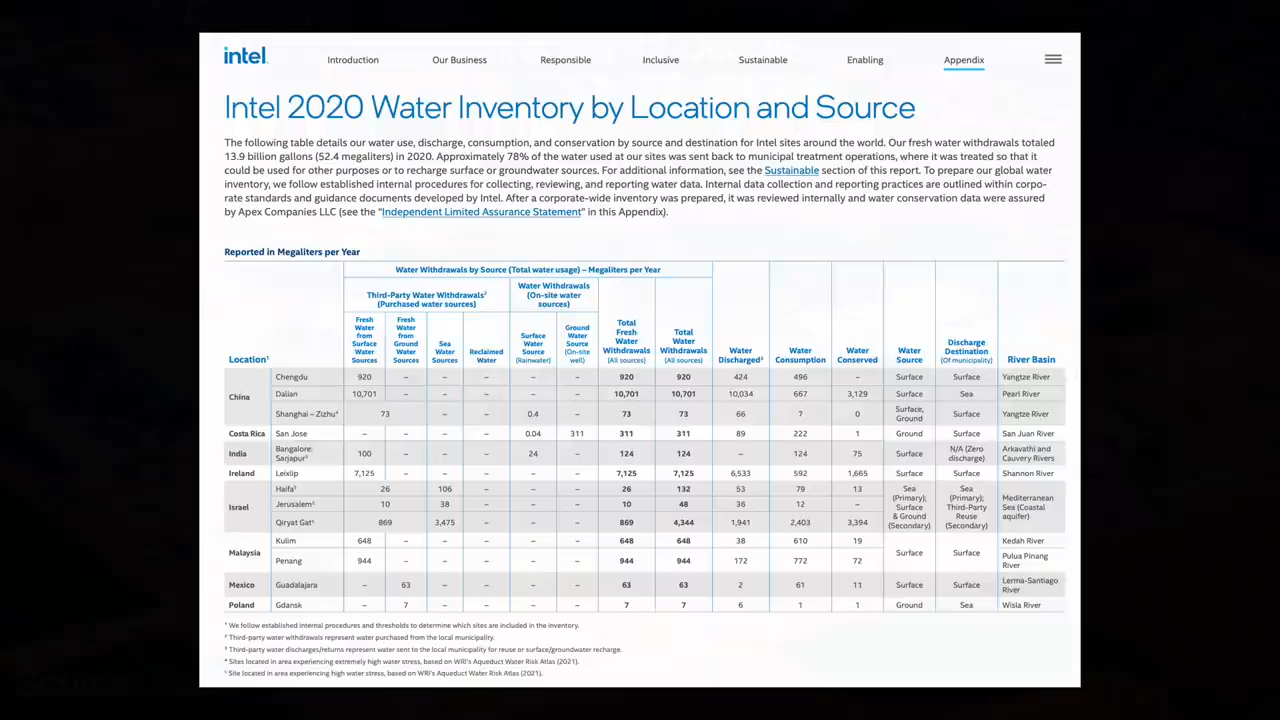 intel.
Introduction Our Business Responsible Inclusive Sustainable Enabling Appendix
Intel 2020 Water Inventory by Location and Source
The following table details our water use, discharge, consumption, and conservation by source and destination for Intel sites around the world. Our fresh water withdrawals totaled
13.9 billion gallons (52.4 megaliters) in 2020. Approximately 78% of the water used at our sites was sent back to municipal treatment operations, where it was treated so that it
could be used for other purposes or to recharge surface or groundwater sources. For additional information, see the Sustainable section of this report. To prepare our global water
inventory, we follow established internal procedures for collecting, reviewing, and reporting water data. Internal data collection and reporting practices are outlined within corpo-
rate standards and guidance documents developed by Intel. After a corporate-wide inventory was prepared, it was reviewed internally and water conservation data were assured
by Apex Companies LLC (see the “Independent Limited Assurance Statement” in this Appendix).
Reported in Megaliters per Year
Water Withdrawals by Source (Total water usage) – Megaliters per Year
Third-Party Water Withdrawals²
(Purchased water sources)
Water Withdrawals
(On-site water
sources)
Location¹
Fresh
Water
from
Surface
Water
Sources
Fresh
Water
from
Ground
Water
Sources
Sea
Water
Sources
Reclaimed
Water
Surface
Water
Source
(Rainwater)
Ground
Water
Source
(On-site
well)
Total
Fresh
Water
Withdrawals
(All sources)
Total
Water
Withdrawals
(All sources)
Water
Discharged³
Water
Consumption
Water
Conserved
Water
Source
Discharge
Destination
(Of municipality)
River Basin
China
Chengdu 920 – – – – – 920 920 424 496 – Surface Surface Yangtze River
Dalian 10,701 – – – – – 10,701 10,701 10,034 667 3,129 Surface Sea Pearl River
Shanghai – Zizhu⁴ 73 – – 0.4 – 73 73 66 7 0 Surface, Ground Surface Yangtze River
Costa Rica San Jose – – – – 0.04 311 311 311 89 222 1 Ground Surface San Juan River
India Bangalore: Sarjapur⁵ 100 – – – 24 – 124 124 – 124 75 Surface N/A (Zero discharge) Arkavathi and Cauvery Rivers
Ireland Leixlip 7,125 – – – – – 7,125 7,125 6,533 592 1,665 Surface Surface Shannon River
Israel
Haifa⁵ 26 106 – – – 26 132 53 79 13
Jerusalem⁵ 10 38 – – – 10 48 36 12 –
Qiryat Gat⁵ 869 3,475 – – – 869 4,344 1,941 2,403 3,394
Sea
(Primary);
Surface
& Ground
(Secondary)
Sea
(Primary);
Third-Party
Reuse
(Secondary)
Mediterranean
Sea (Coastal
aquifer)
Malaysia
Kulim 648 – – – – – 648 648 38 610 19 Kedah River
Surface Surface
Penang 944 – – – – – 944 944 172 772 72 Pulua Pinang River
Mexico Guadalajara – 63 – – – – 63 63 2 61 11 Surface Surface Lerma-Santiago River
Poland Gdansk – 7 – – – – 7 7 6 1 1 Ground Sea Wisla River
¹ We follow established internal procedures and thresholds to determine which sites are included in the inventory.
² Third-party water withdrawals represent water purchased from the local municipality.
³ Third-party water discharges/returns represent water sent to the local municipality for reuse or surface/groundwater recharge.
⁴ Sites located in area experiencing extremely high water stress, based on WRI’s Aqueduct Water Risk Atlas (2021).
⁵ Site located in area experiencing high water stress, based on WRI’s Aqueduct Water Risk Atlas (2021).